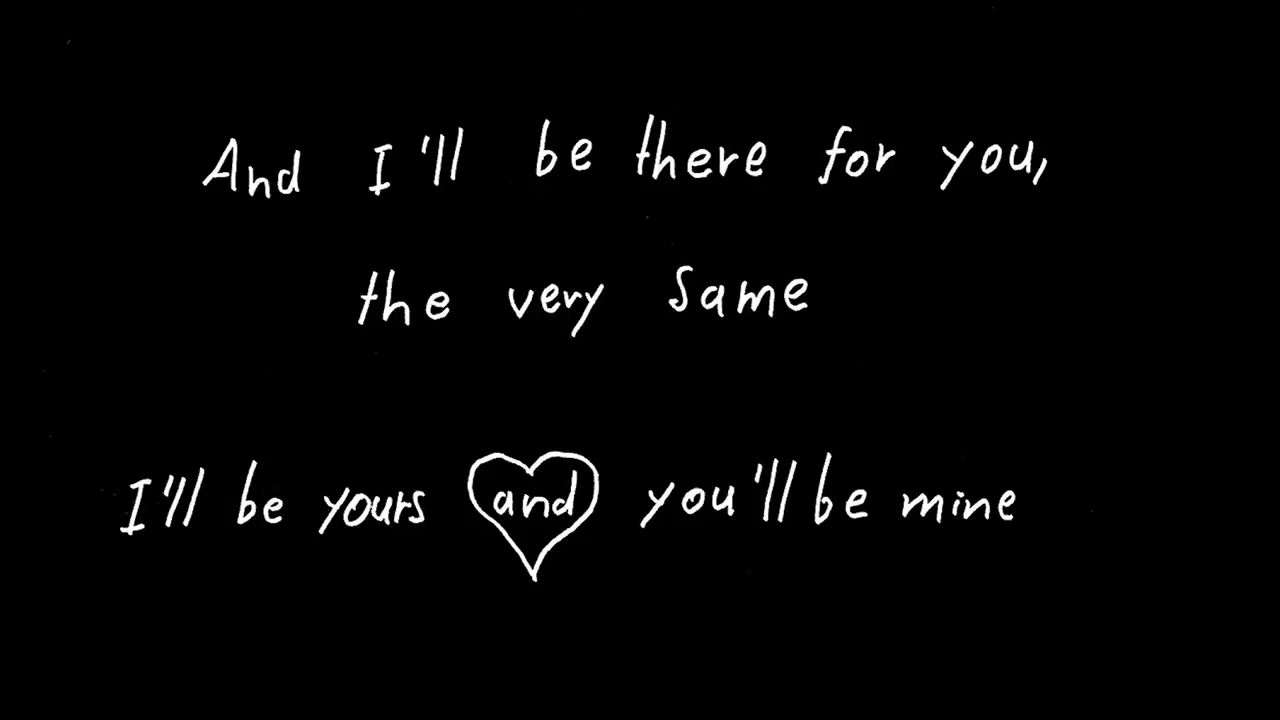 And I'll be there for you,
the very same
I'll be yours and you'll be mine